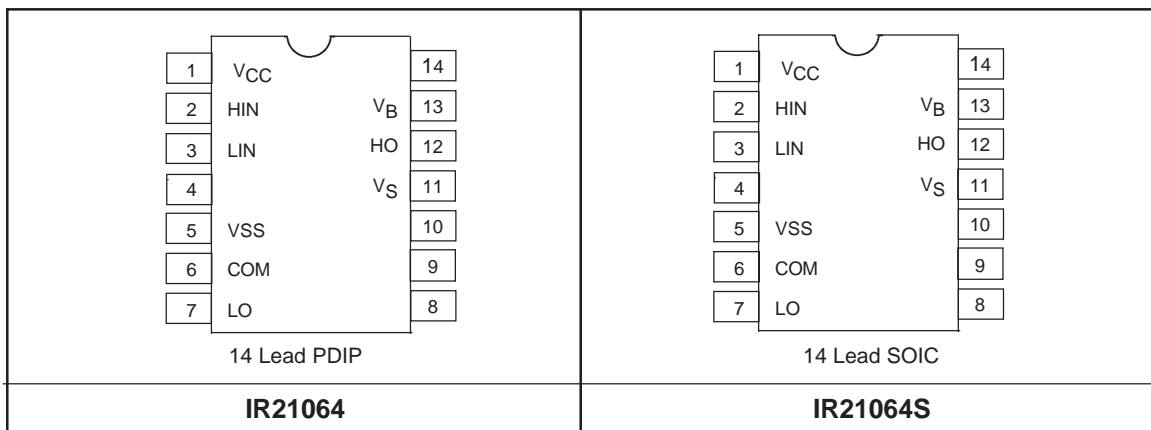 1 VCC 14
2 HIN VB 13
3 LIN HO 12
4 VS 11
5 VSS 10
6 COM 9
7 LO 8
14 Lead PDIP
IR21064
1 VCC 14
2 HIN VB 13
3 LIN HO 12
4 VS 11
5 VSS 10
6 COM 9
7 LO 8
14 Lead SOIC
IR21064S